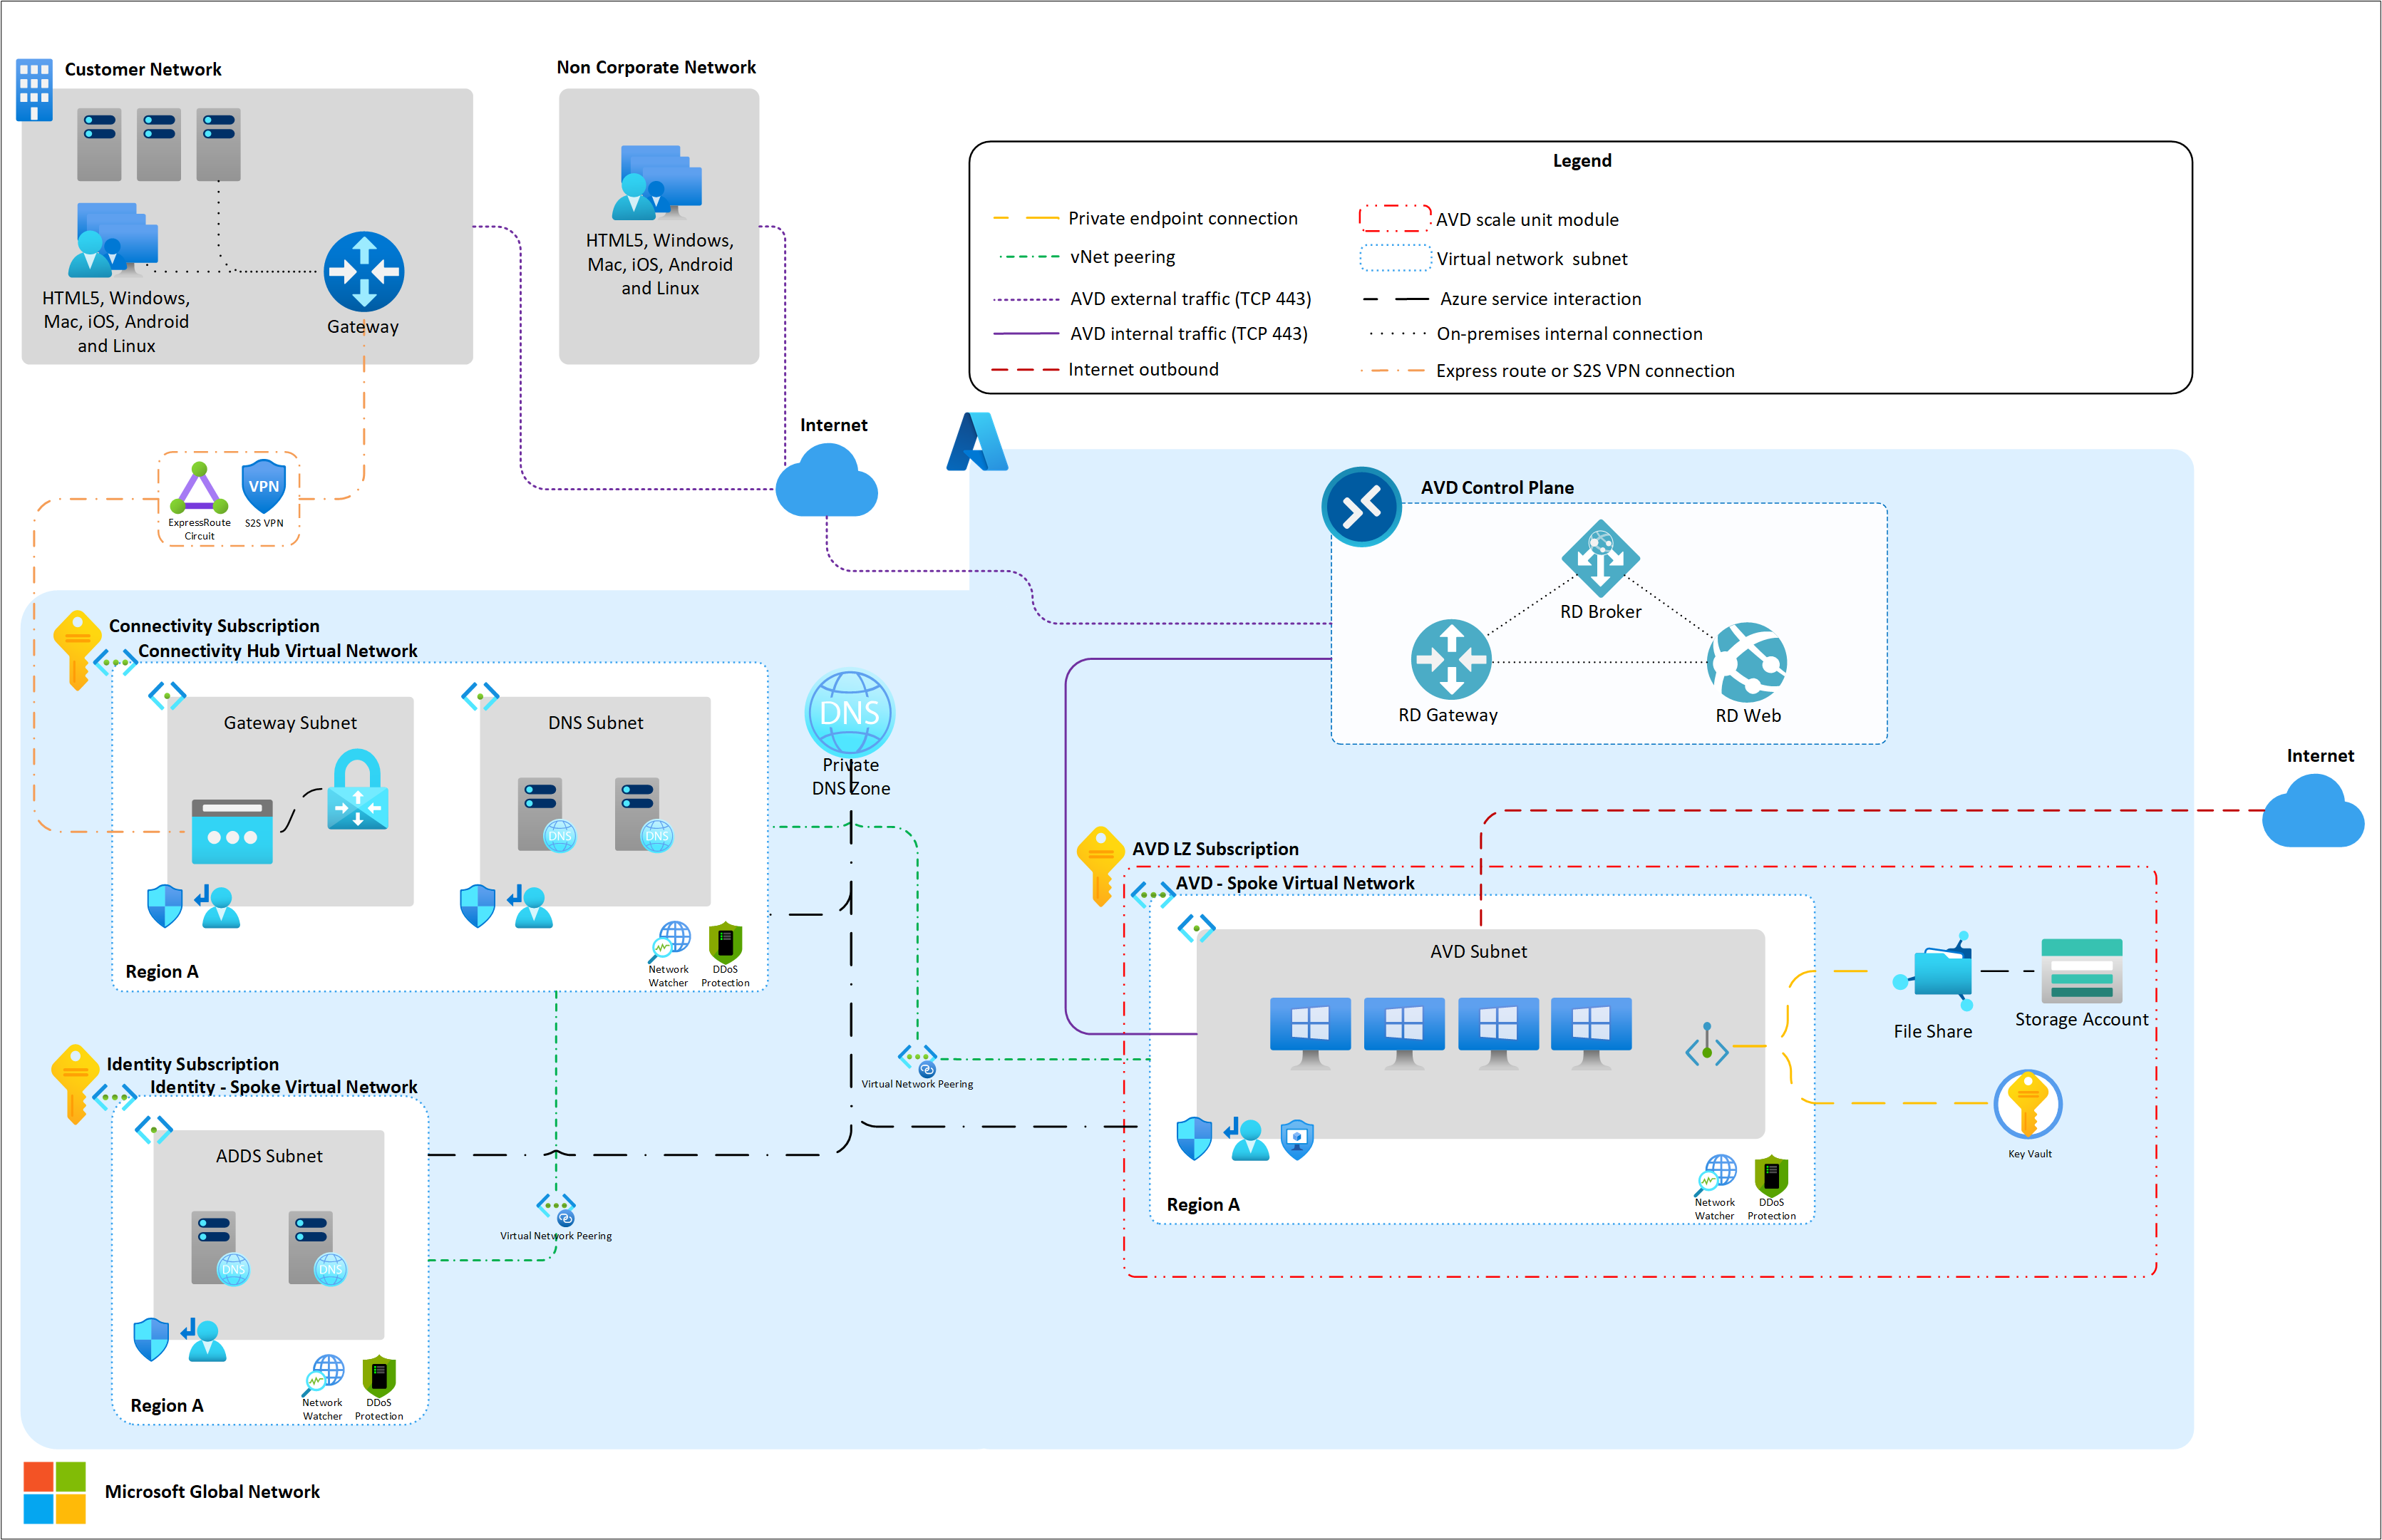 Customer Network
HTML5, Windows,
Mac, iOS, Android
and Linux
Gateway
Non Corporate Network
HTML5, Windows,
Mac, iOS, Android
and Linux
Legend
Private endpoint connection
vNet peering
AVD external traffic (TCP 443)
AVD internal traffic (TCP 443)
Internet outbound
AVD scale unit module
Virtual network subnet
Azure service interaction
On-premises internal connection
Express route or S2S VPN connection
Internet
VPN
ExpressRoute
Circuit
S2S VPN
AVD Control Plane
RD Broker
RD Gateway
RD Web
Connectivity Subscription
Connectivity Hub Virtual Network
Gateway Subnet
DNS Subnet
DNS
DNS
Network
Watcher
DDoS
Protection
Region A
DNS
Private
DNS Zone
Internet
AVD LZ Subscription
AVD - Spoke Virtual Network
AVD Subnet
File Share
Storage Account
Key Vault
Network
Watcher
DDoS
Protection
Region A
Virtual Network Peering
Identity Subscription
Identity - Spoke Virtual Network
ADDS Subnet
DNS
DNS
Network
Watcher
DDoS
Protection
Region A
Virtual Network Peering
Microsoft Global Network